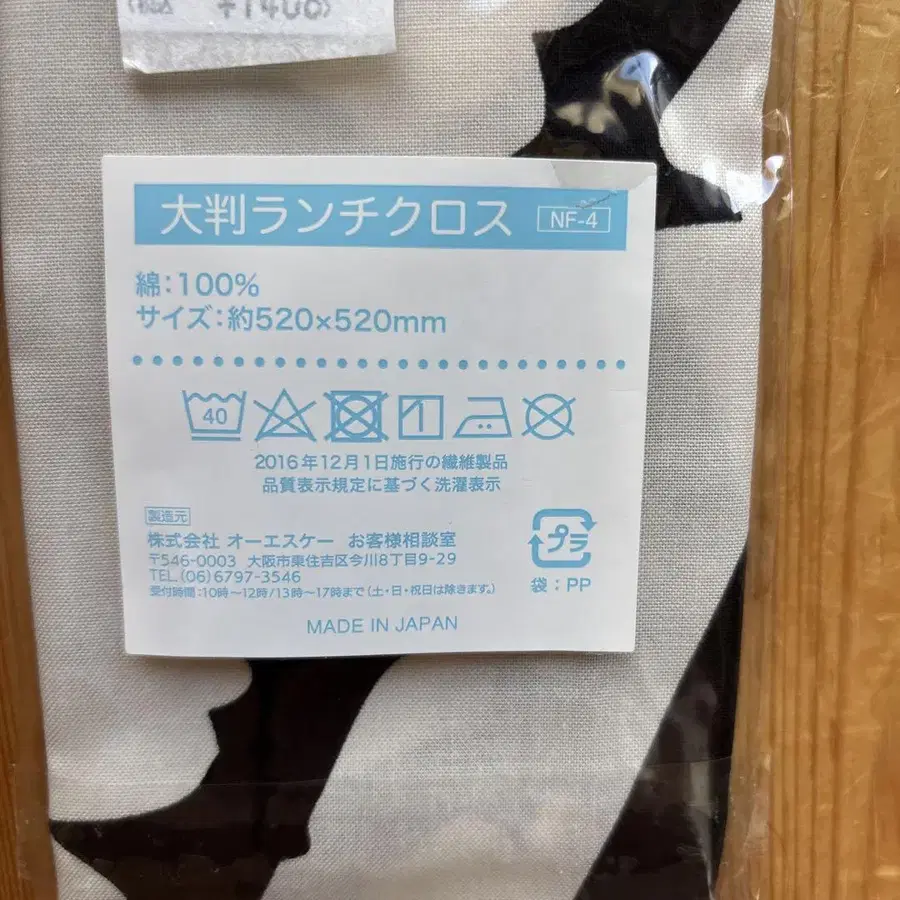 大判ランチクロス NF-4
綿:100%
サイズ:約520×520mm
40
2016年12月1日施行の繊維製品
品質表示規定に基づく洗濯表示
製造元
株式会社 オーエスケー お客様相談室
〒546-0003 大阪市東住吉区今川8丁目9-29
TEL.(06)6797-3546
受付時間:10時〜12時/13時〜17時まで(土・日・祝日は除きます。)
プラ
袋:PP
MADE IN JAPAN